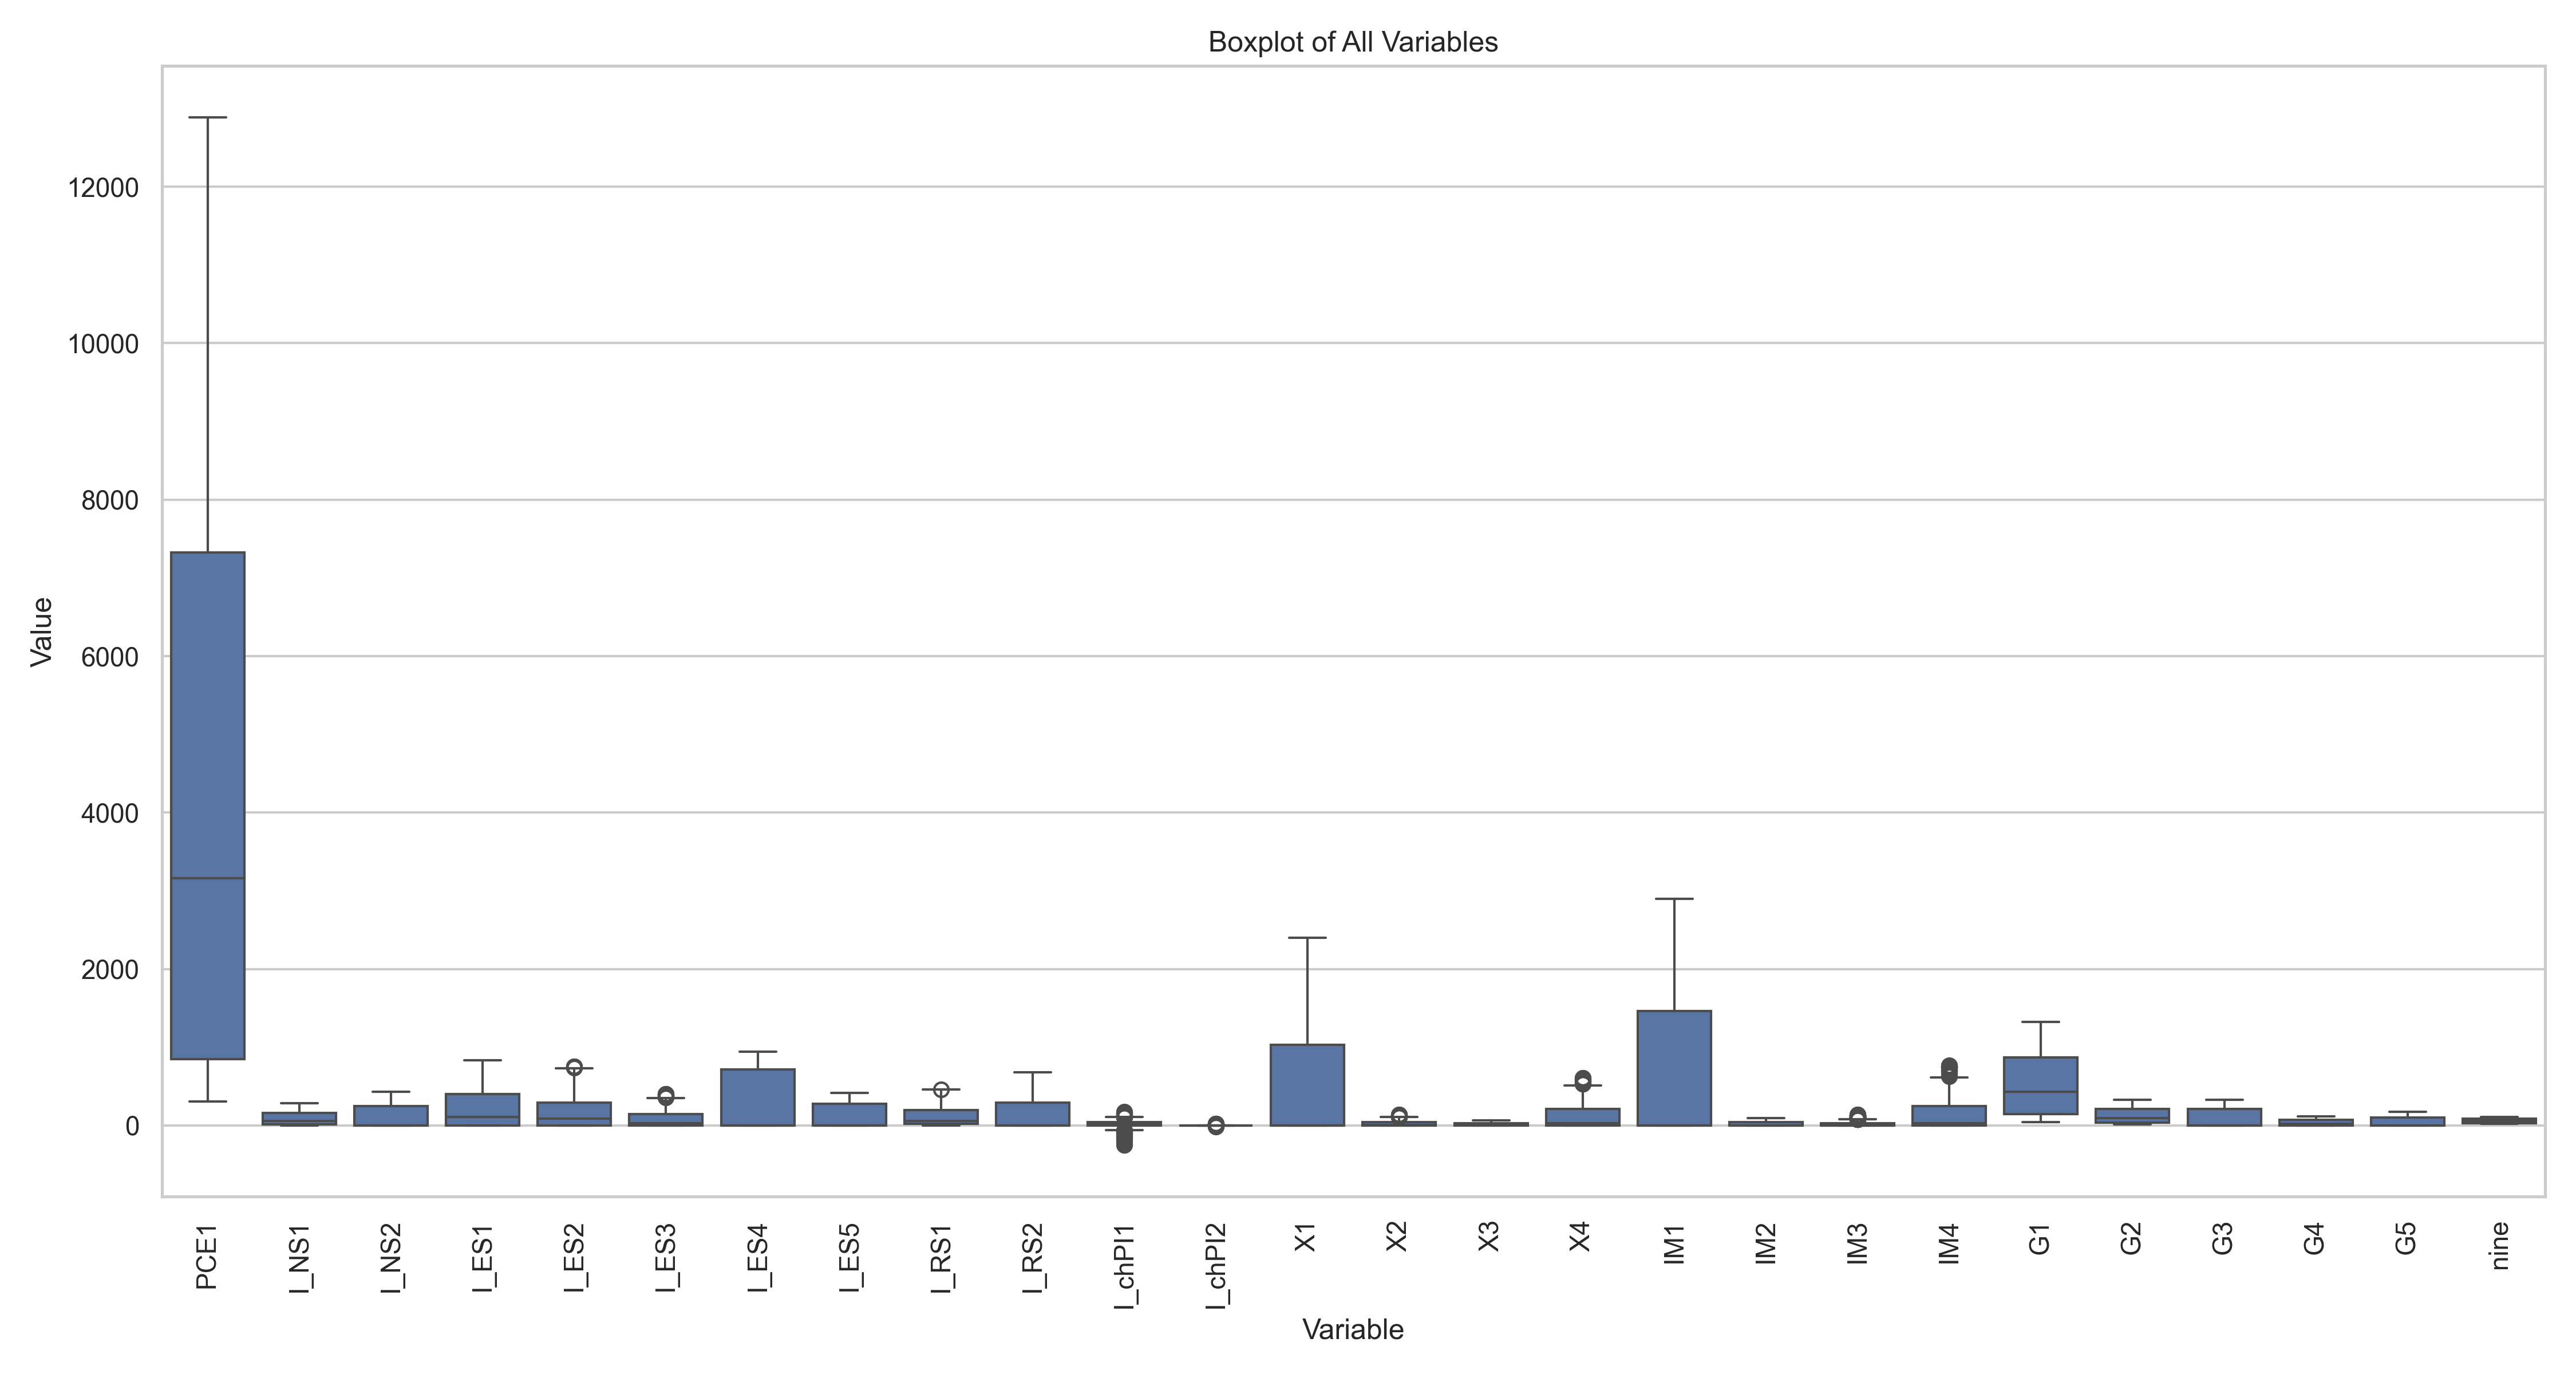 Boxplot of All Variables
12000
10000
8000
6000
4000
2000
0
Value
PCE1
I_NS1
I_NS2
I_ES1
I_ES2
I_ES3
I_ES4
I_ES5
I_RS1
I_RS2
I_chPI1
I_chPI2
X1
X2
X3
X4
IM1
IM2
IM3
IM4
G1
G2
G3
G4
G5
nine
Variable